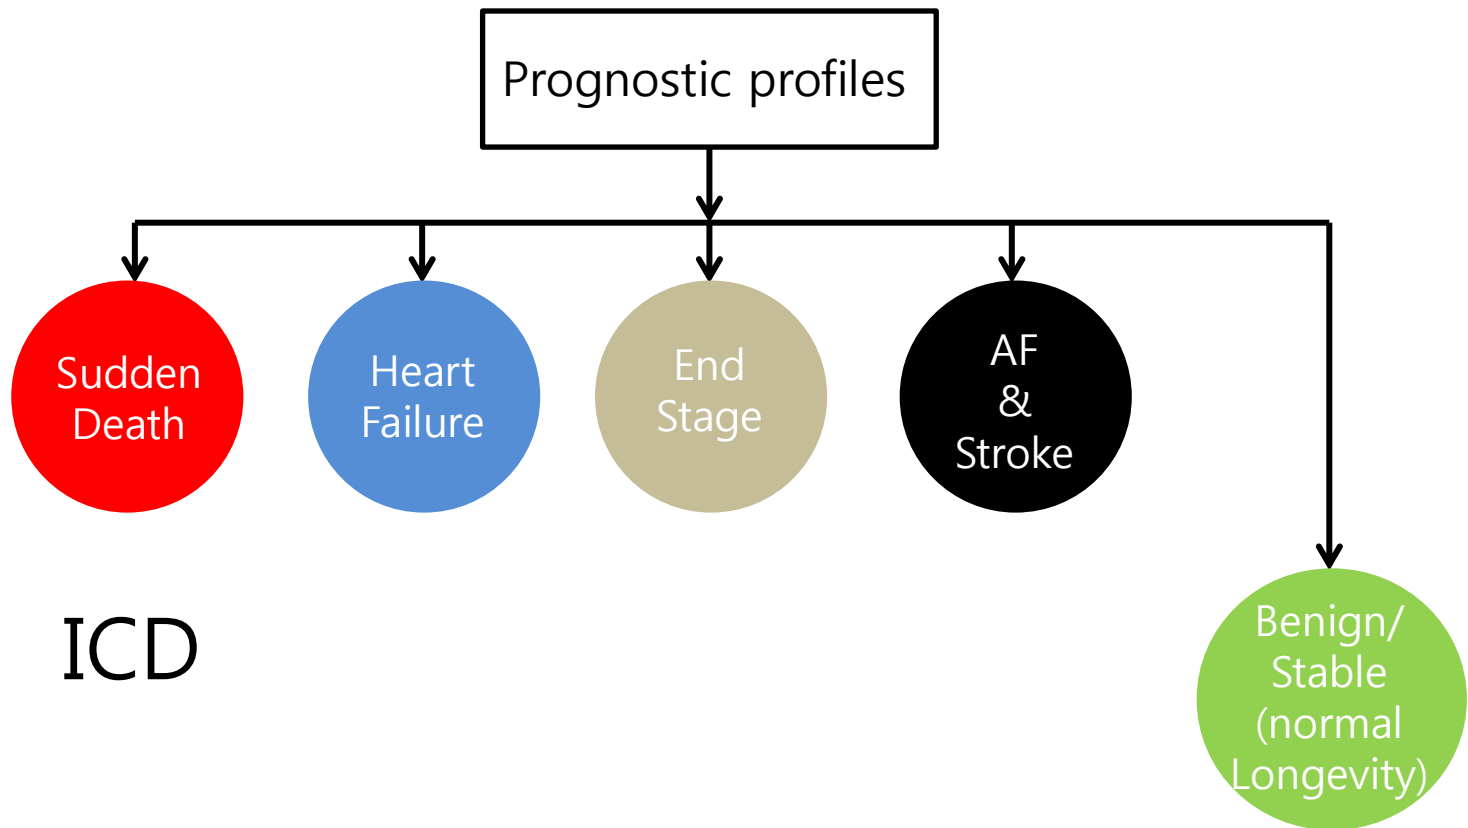 Prognostic profiles
Sudden
Death
Heart
Failure
End
Stage
AF
&
Stroke
ICD
Benign/
Stable
(normal
Longevity)